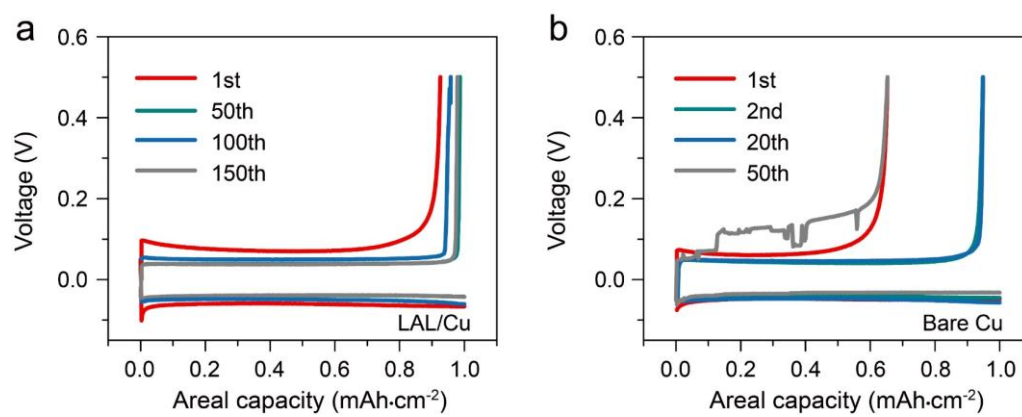 a
0.6
0.4
0.2
0.0
Voltage (V)
1st
50th
100th
150th
LAL/Cu
0.0 0.2 0.4 0.6 0.8 1.0
Areal capacity (mAh·cm⁻²)
b
0.6
0.4
0.2
0.0
Voltage (V)
1st
2nd
20th
50th
Bare Cu
0.0 0.2 0.4 0.6 0.8 1.0
Areal capacity (mAh·cm⁻²)